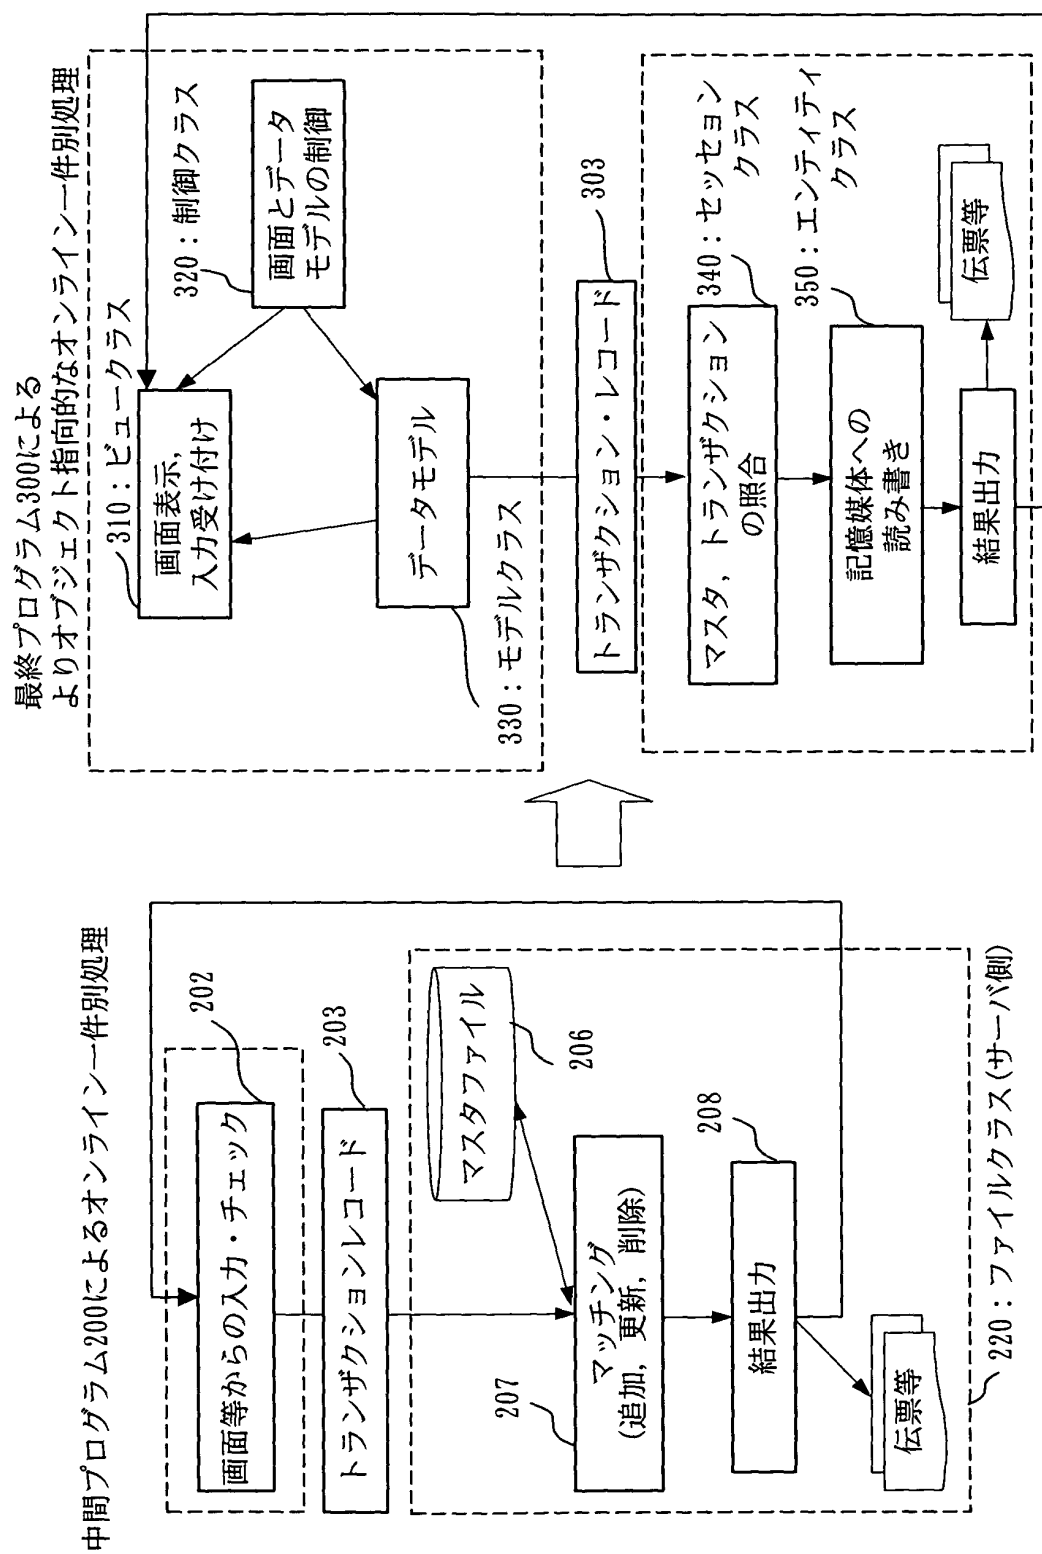 中間プログラム200によるオンライン一件別処理
202
画面等からの入力・チェック
203
トランザクションレコード
マスタファイル
206
マッチング
(追加, 更新, 削除)
207
208
結果出力
伝票等
220：ファイルクラス(サーバ側)
最終プログラム300による
よりオブジェクト指向的なオンライン一件別処理
310：ビュークラス
画面表示,
入力受け付け
320：制御クラス
画面とデータ
モデルの制御
データモデル
330：モデルクラス
303
トランザクション・レコード
340：セッション
クラス
マスタ, トランザクション
の照合
350：エンティティ
クラス
記憶媒体への
読み書き
結果出力
伝票等